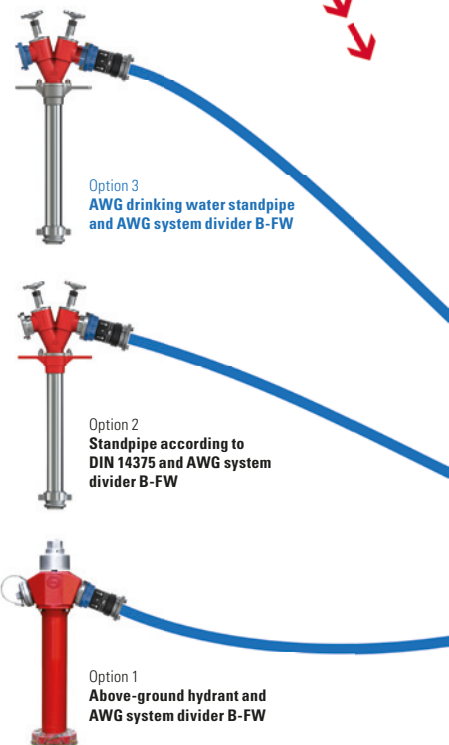 Option 3
AWG drinking water standpipe
and AWG system divider B-FW
Option 2
Standpipe according to
DIN 14375 and AWG system
divider B-FW
Option 1
Above-ground hydrant and
AWG system divider B-FW